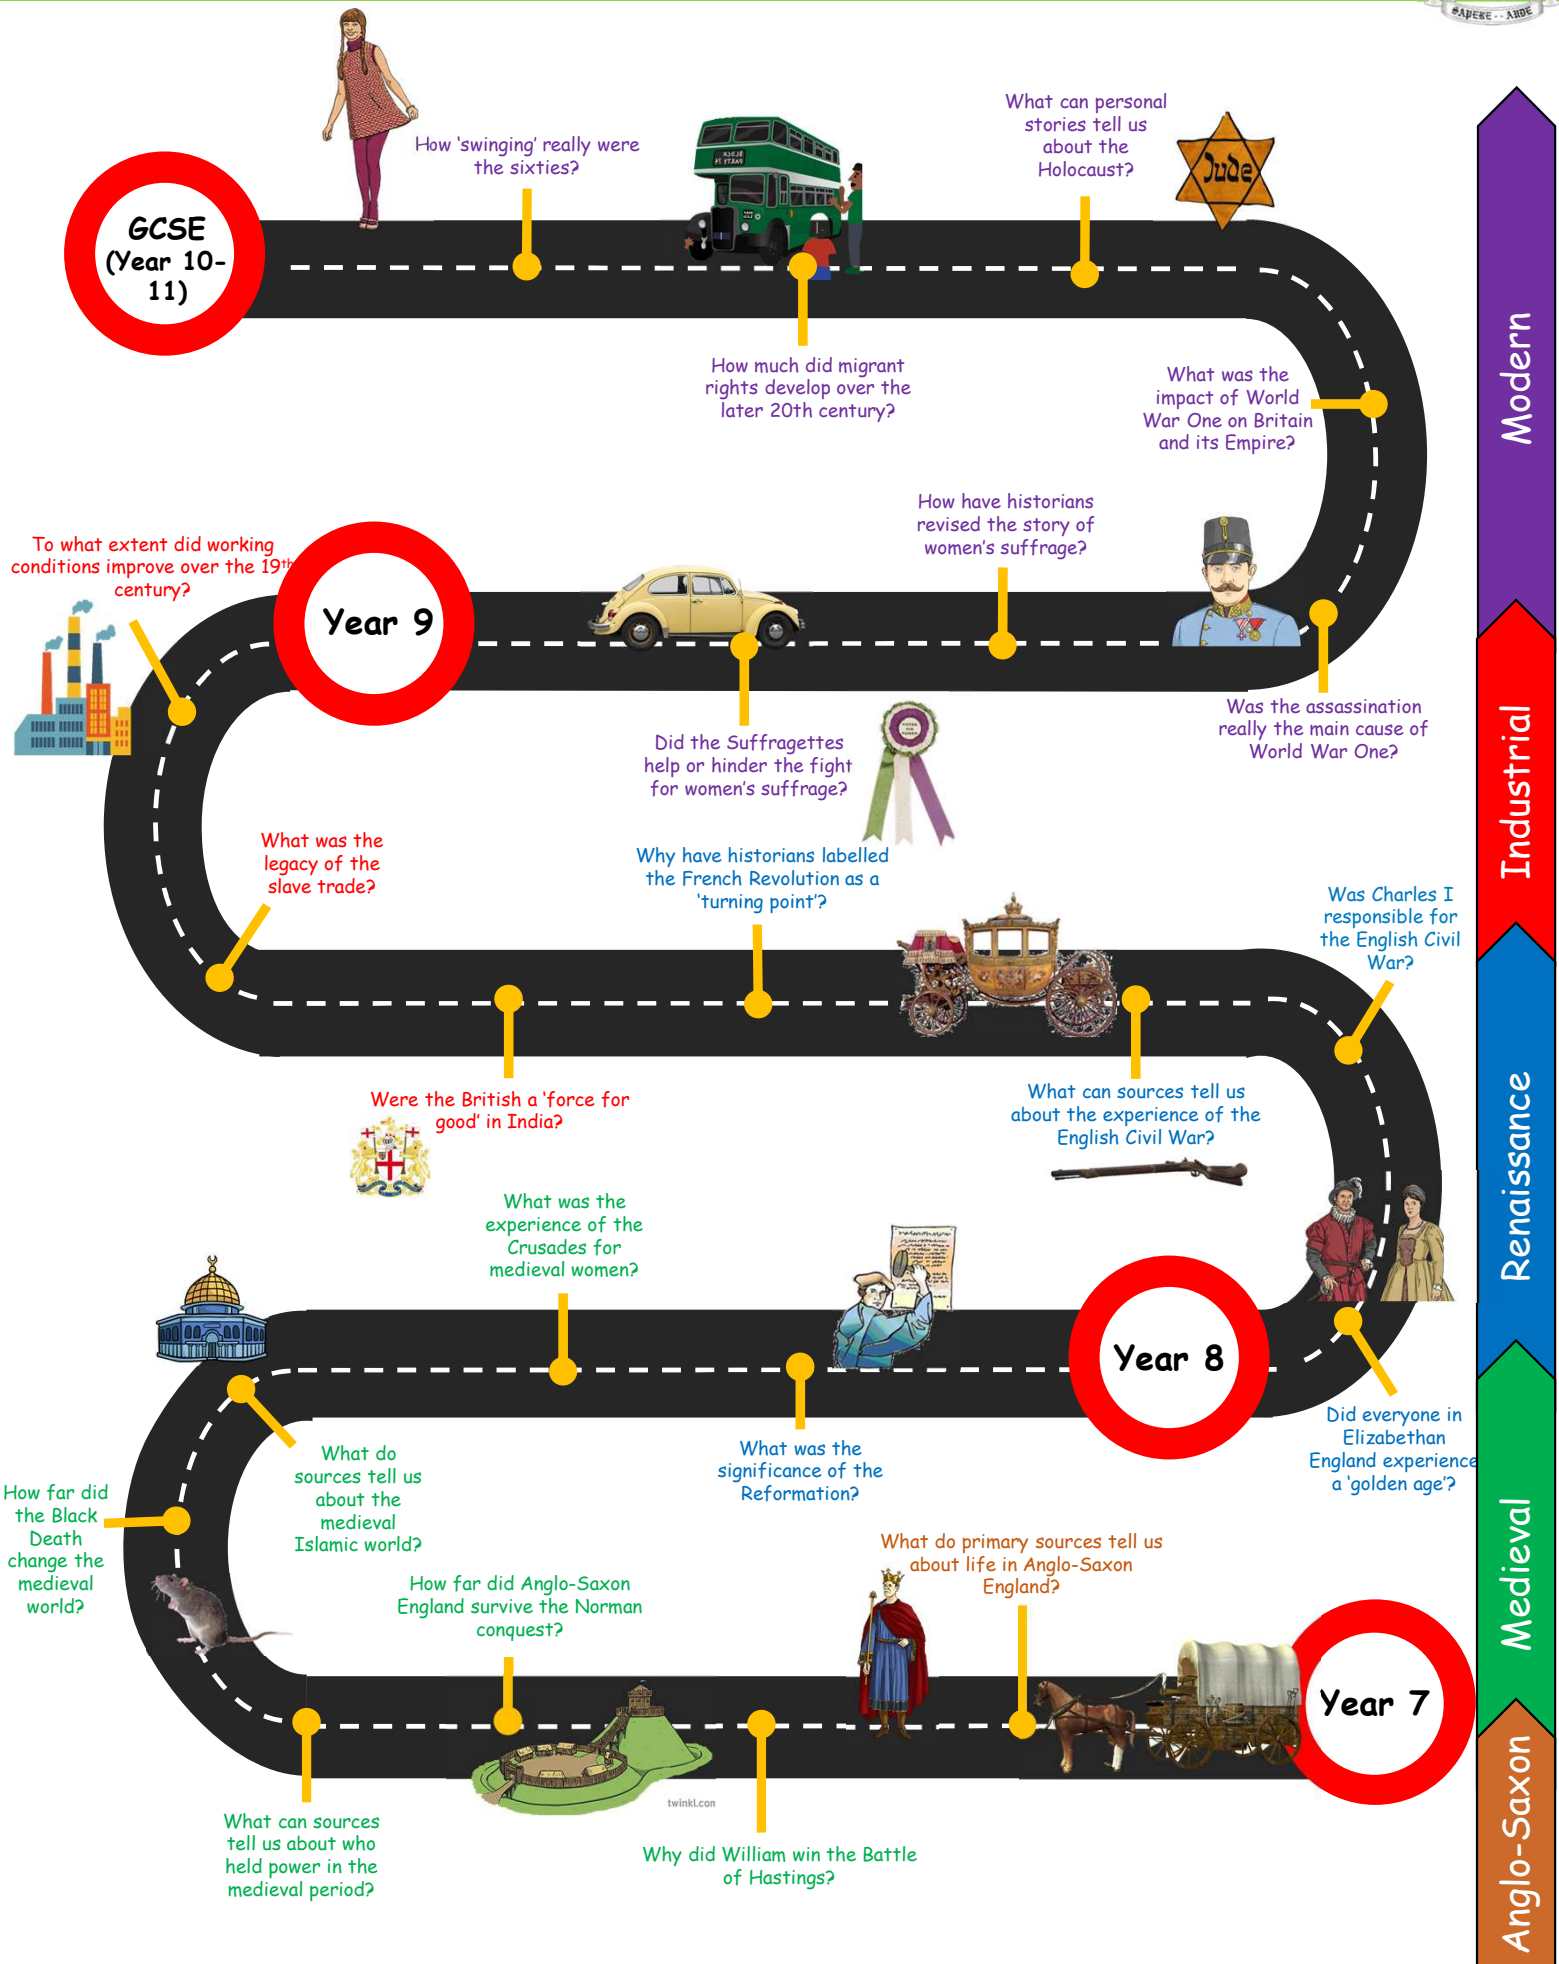 SAPERE - - AUDE
What can personal
stories tell us
about the
Holocaust?
Jude
How ‘swinging’ really were
the sixties?
GCSE
(Year 10-
11)
How much did migrant
rights develop over the
later 20th century?
What was the
impact of World
War One on Britain
and its Empire?
Modern
How have historians
revised the story of
women’s suffrage?
To what extent did working
conditions improve over the 19th
century?
Year 9
Was the assassination
really the main cause of
World War One?
Did the Suffragettes
help or hinder the fight
for women’s suffrage?
VOTES
FOR
WOMEN
Industrial
What was the
legacy of the
slave trade?
Why have historians labelled
the French Revolution as a
‘turning point’?
Was Charles I
responsible for
the English Civil
War?
Were the British a ‘force for
good’ in India?
What can sources tell us
about the experience of the
English Civil War?
Renaissance
What was the
experience of the
Crusades for
medieval women?
Year 8
What do
sources tell us
about the
medieval
Islamic world?
What was the
significance of the
Reformation?
Did everyone in
Elizabethan
England experience
a ‘golden age’?
How far did
the Black
Death
change the
medieval
world?
Medieval
How far did Anglo-Saxon
England survive the Norman
conquest?
What do primary sources tell us
about life in Anglo-Saxon
England?
Year 7
twinkl.com
What can sources
tell us about who
held power in the
medieval period?
Why did William win the Battle
of Hastings?
Anglo-Saxon